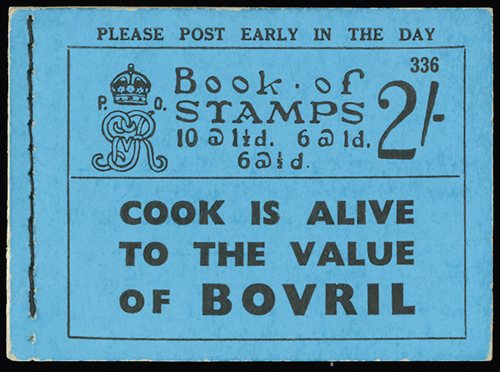 PLEASE POST EARLY IN THE DAY
336
P. O.
Book of
STAMPS
2/-
10 @ 1½d. 6 @ 1d.
6 @ ½d.
COOK IS ALIVE
TO THE VALUE
OF BOVRIL